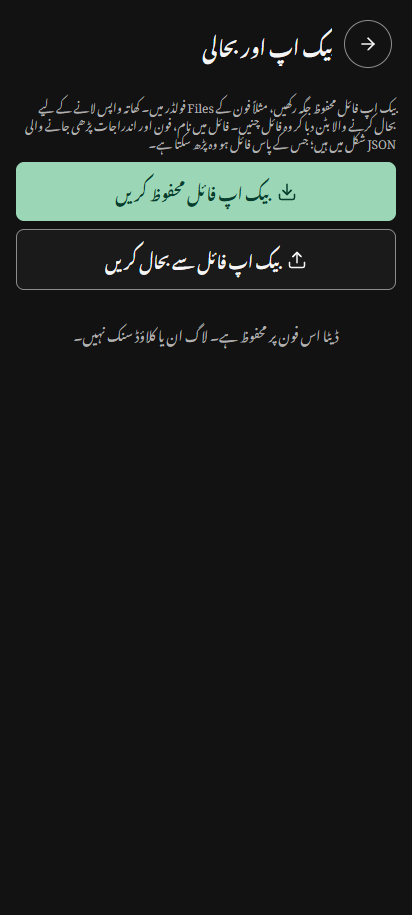 بیک اپ اور بحالی
بیک اپ فائل محفوظ جگہ رکھیں، مثلاً فون کے Files فولڈر میں۔ کھاتہ واپس لانے کے لیے
بحال کرنے والا بٹن دبا کر وہ فائل چنیں۔ فائل میں نام، فون اور اندراجات پڑھی جانے والی
JSON شکل میں ہیں؛ جس کے پاس فائل ہو وہ پڑھ سکتا ہے۔
بیک اپ فائل محفوظ کریں
بیک اپ فائل سے بحال کریں
ڈیٹا اس فون پر محفوظ ہے۔ لاگ ان یا کلاؤڈ سنک نہیں۔